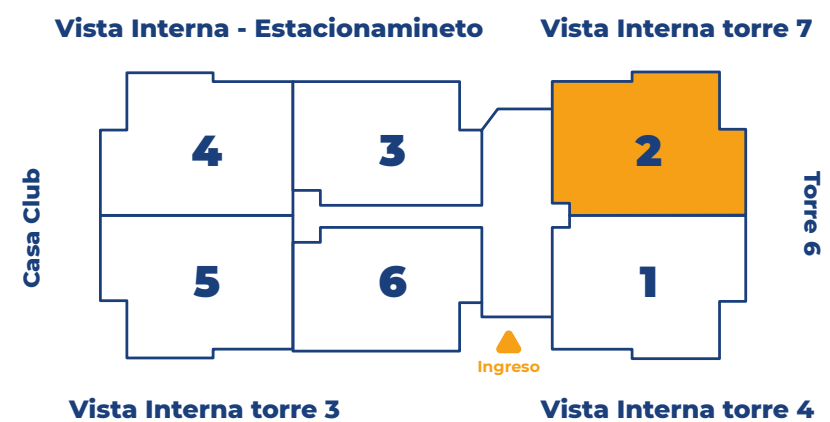 Vista Interna - Estacionamineto
Vista Interna torre 7
4
3
2
Casa Club
Torre 6
5
6
1
Ingreso
Vista Interna torre 3
Vista Interna torre 4